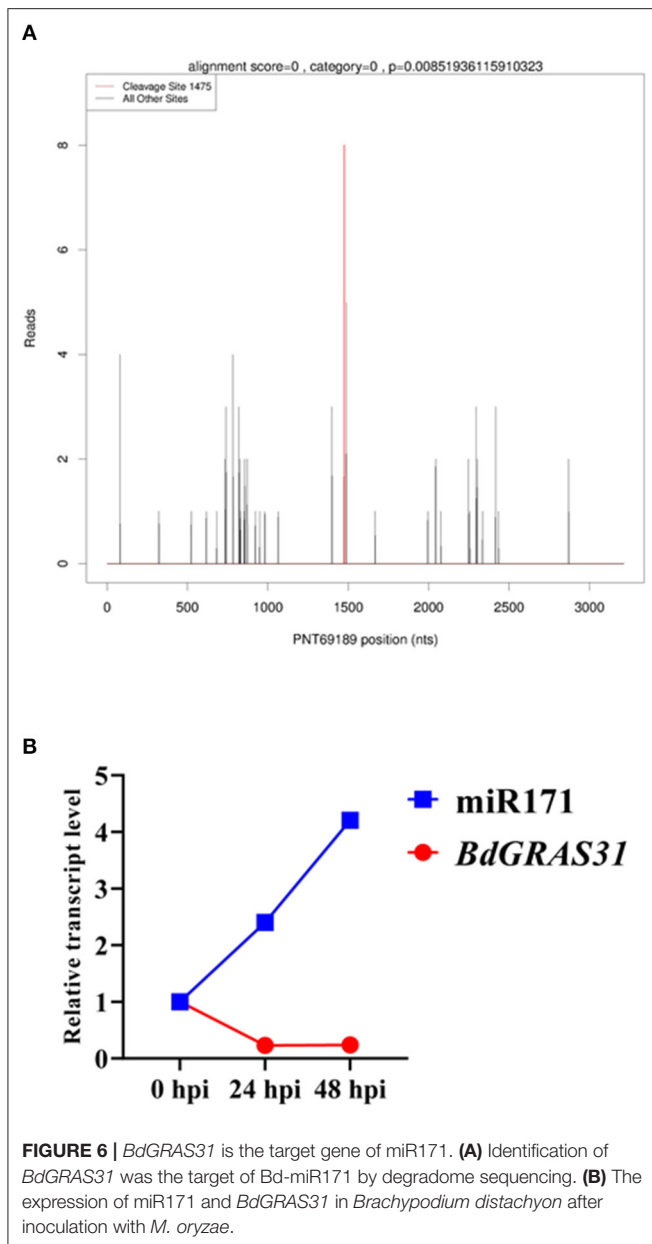 A
alignment score=0 , category=0 , p=0.00851936115910323
Cleavage Site 1475
All Other Sites
Reads
0
2
4
6
8
0 500 1000 1500 2000 2500 3000
PNT69189 position (nts)
B
Relative transcript level
5
4
3
2
1
0
0 hpi 24 hpi 48 hpi
miR171
BdGRAS31
FIGURE 6 | BdGRAS31 is the target gene of miR171. (A) Identification of
BdGRAS31 was the target of Bd-miR171 by degradome sequencing. (B) The
expression of miR171 and BdGRAS31 in Brachypodium distachyon after
inoculation with M. oryzae.